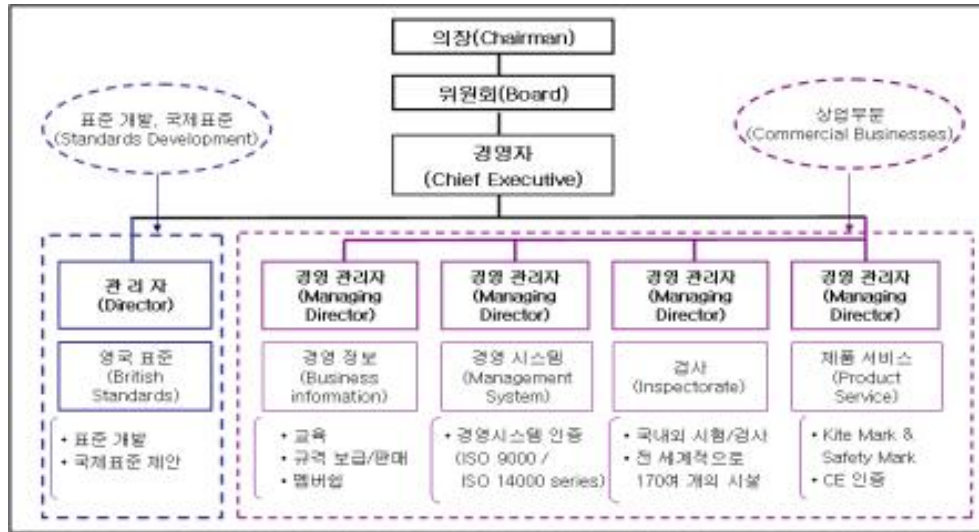 의장(Chairman)
위원회(Board)
표준 개발, 국제표준
(Standards Development)
상업부분
(Commercial Businesses)
경영자
(Chief Executive)
관 리 자
(Director)
경영 관리자
(Managing
Director)
경영 관리자
(Managing
Director)
경영 관리자
(Managing
Director)
경영 관리자
(Managing
Director)
영국 표준
(British
Standards)
경영 정보
(Business
information)
경영 시스템
(Management
System)
검사
(Inspectorate)
제품 서비스
(Product
Service)
• 표준 개발
• 국제표준 제안
• 교육
• 규격 보급/판매
• 멤버쉽
• 경영시스템 인증
(ISO 9000 /
ISO 14000 series)
• 국내외 시험/검사
• 전 세계적으로
170여 개의 시설
• Kite Mark &
Safety Mark
• CE 인증